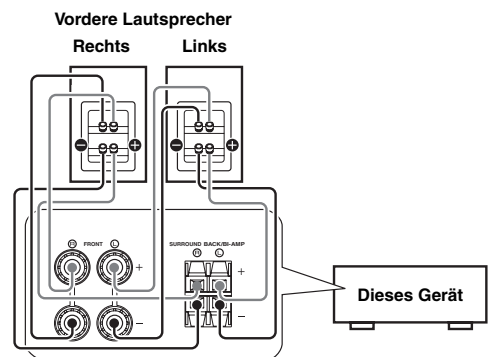 Vordere Lautsprecher
Rechts Links
R FRONT L
SURROUND BACK/BI-AMP
R L
+ +
- -
Dieses Gerät